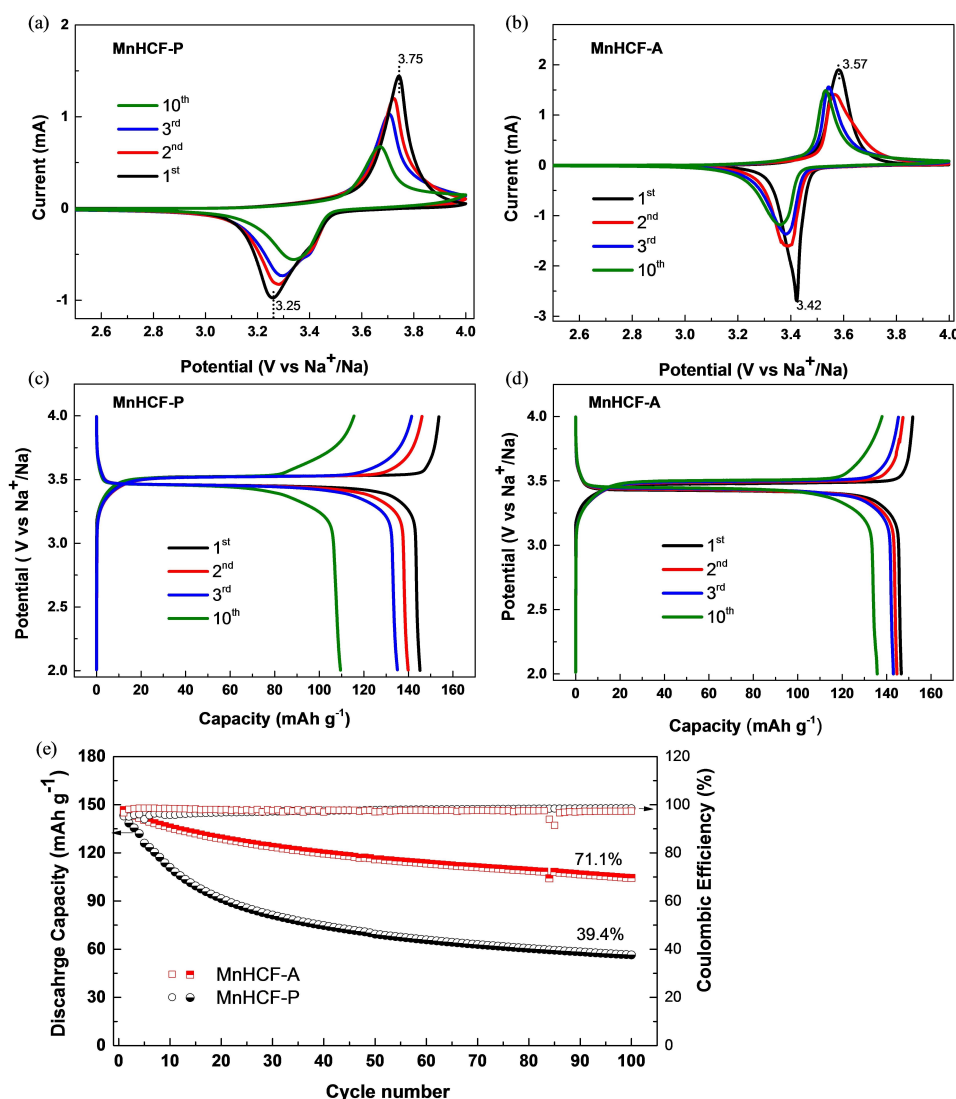 (a)
MnHCF-P
3.75
10th
3rd
2nd
1st
3.25
2
1
0
-1
Current (mA)
2.6 2.8 3.0 3.2 3.4 3.6 3.8 4.0
Potential (V vs Na+/Na)
(b)
MnHCF-A
3.57
1st
2nd
3rd
10th
3.42
3
2
1
0
-1
-2
-3
Current (mA)
2.6 2.8 3.0 3.2 3.4 3.6 3.8 4.0
Potential (V vs Na+/Na)
(c)
MnHCF-P
1st
2nd
3rd
10th
4.0
3.5
3.0
2.5
2.0
Potential ( V vs Na+/Na)
0 20 40 60 80 100 120 140 160
Capacity (mAh g-1)
(d)
MnHCF-A
1st
2nd
3rd
10th
4.0
3.5
3.0
2.5
2.0
Potential (V vs Na+/Na)
0 20 40 60 80 100 120 140 160
Capacity (mAh g-1)
(e)
180
150
120
90
60
30
0
Discahrge Capacity (mAh g-1)
71.1%
39.4%
MnHCF-A
MnHCF-P
120
100
80
60
40
20
0
Coulombic Efficiency (%)
0 10 20 30 40 50 60 70 80 90 100
Cycle number